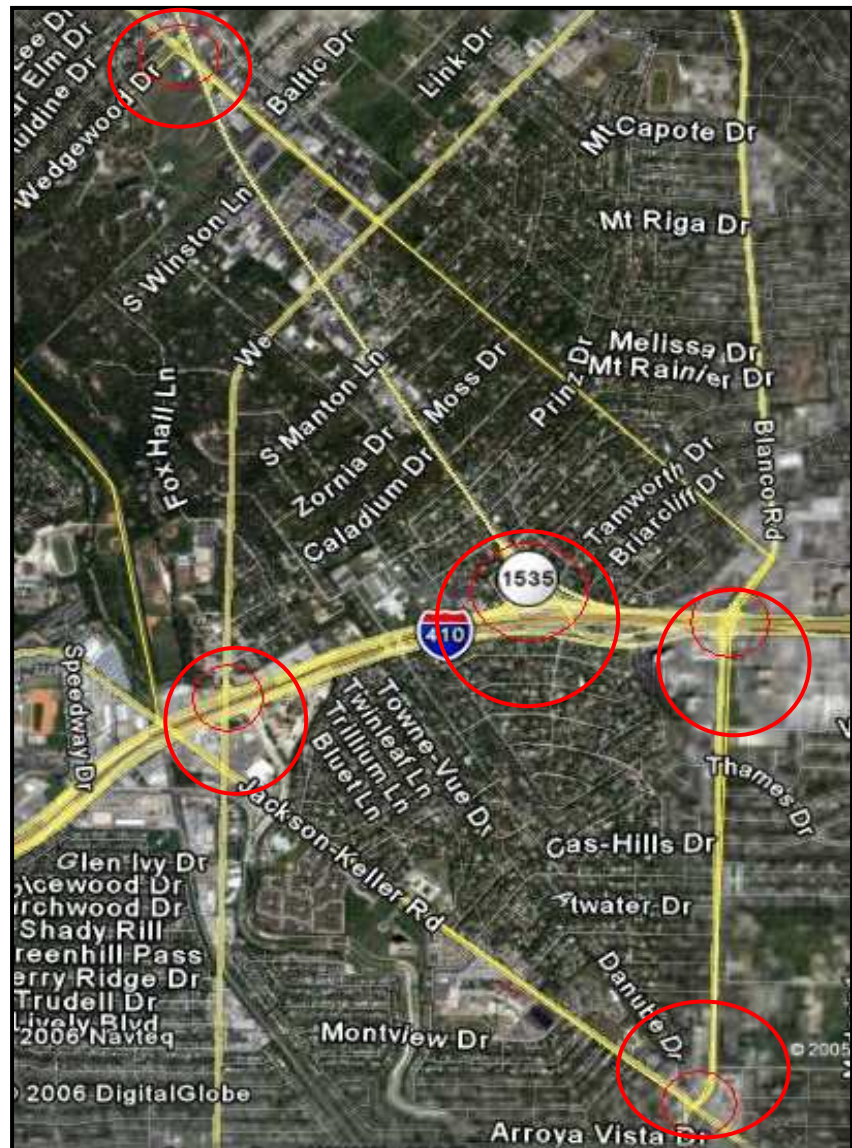 Lee Dr
Elm Dr
Wedgewood Dr
Baltic Dr
Link Dr
Mt Capote Dr
Mt Riga Dr
S Winston Ln
We
Melissa Dr
Mt Rainier Dr
Prinz Dr
Moss Dr
S Manton Ln
Fox Hall Ln
Zornia Dr
Caladium Dr
Blanco Rd
Tamworth Dr
Briarcliff Dr
1535
410
Speedway Dr
Towne-Vue Dr
Twinleaf Ln
Trillium Ln
Bluet Ln
Thames Dr
Jackson-Keller Rd
Cas-Hills Dr
Atwater Dr
Glen Ivy Dr
Shady Rill
Pass
Ridge Dr
Trudell Dr
Lively Blvd
2006 Navteq
Danube Dr
Montview Dr
© 2005
2006 DigitalGlobe
Arroya Vista Dr